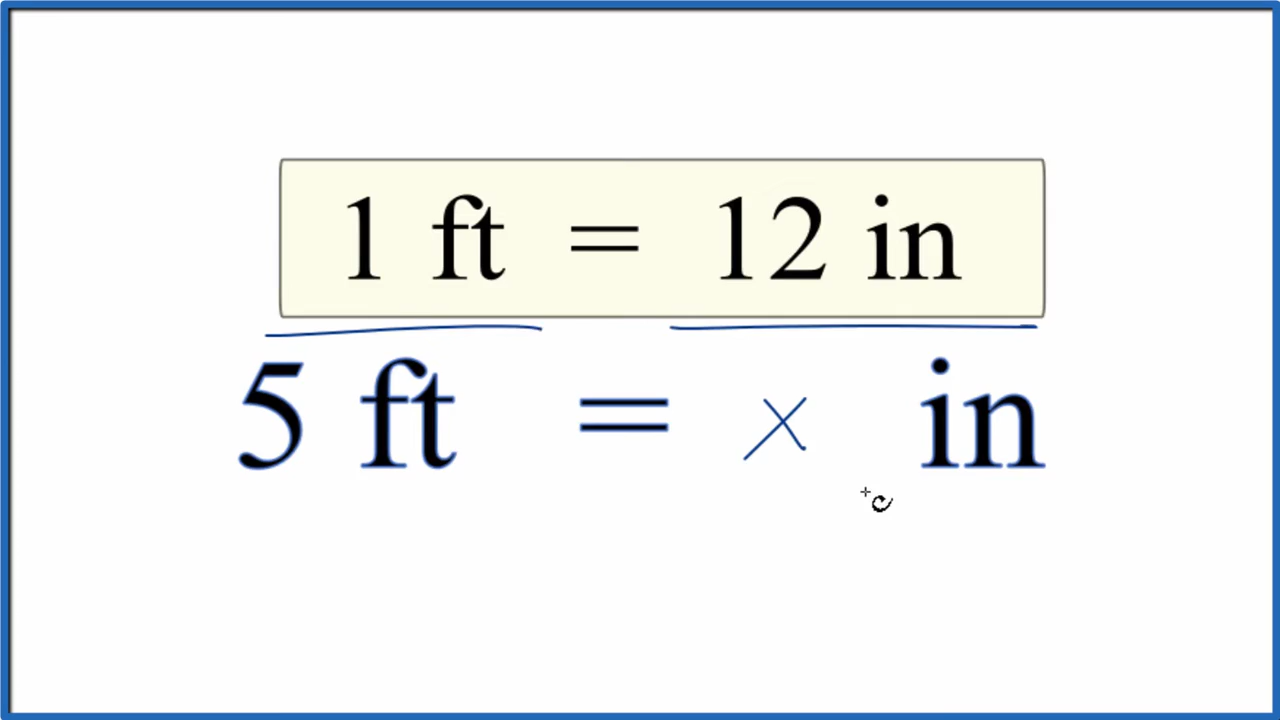 1 ft = 12 in
5 ft = x in